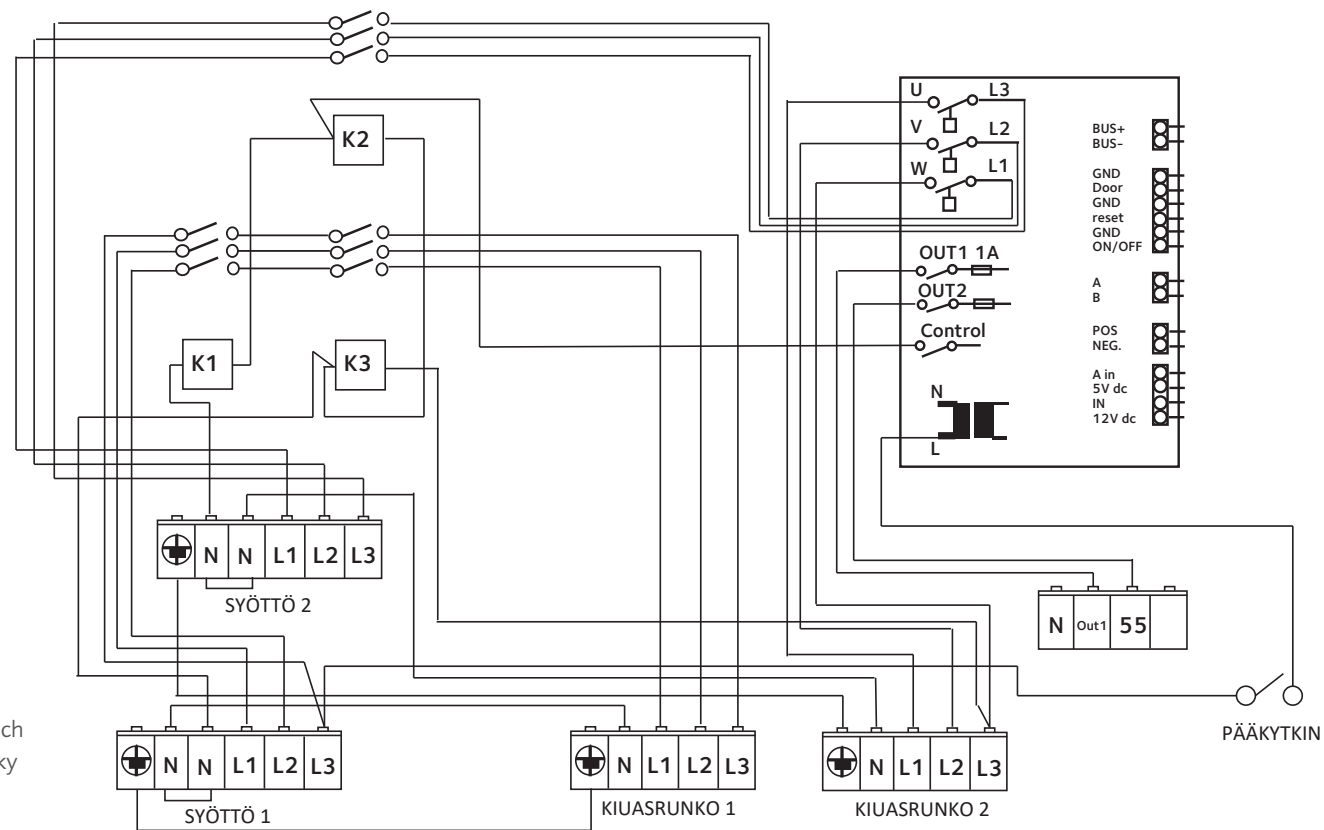 U L3
V L2
W L1
OUT1 1A
OUT2
Control
N
L
BUS+
BUS–
GND
Door
GND
reset
GND
ON/OFF
A
B
POS
NEG.
A in
5V dc
IN
12V dc
K2
K1
K3
N N L1 L2 L3
SYÖTTÖ 2
N Out1 55
PÄÄKYTKIN
ch
ky
N N L1 L2 L3
SYÖTTÖ 1
N L1 L2 L3
KIUASRUNKO 1
N L1 L2 L3
KIUASRUNKO 2